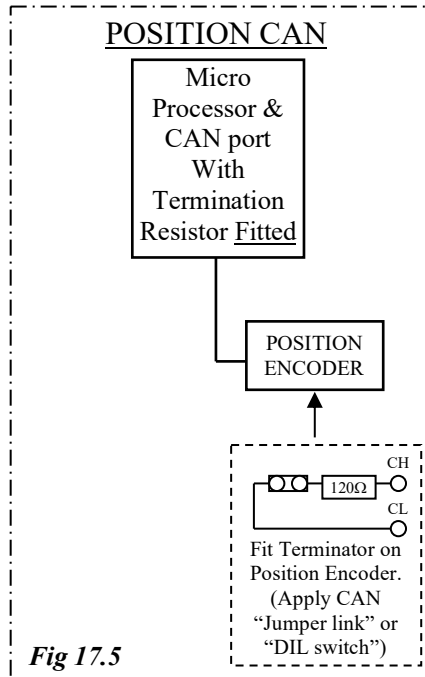 POSITION CAN
Micro
Processor &
CAN port
With
Termination
Resistor Fitted
POSITION
ENCODER
CH
120Ω
CL
Fit Terminator on
Position Encoder.
(Apply CAN
“Jumper link” or
“DIL switch”)
Fig 17.5